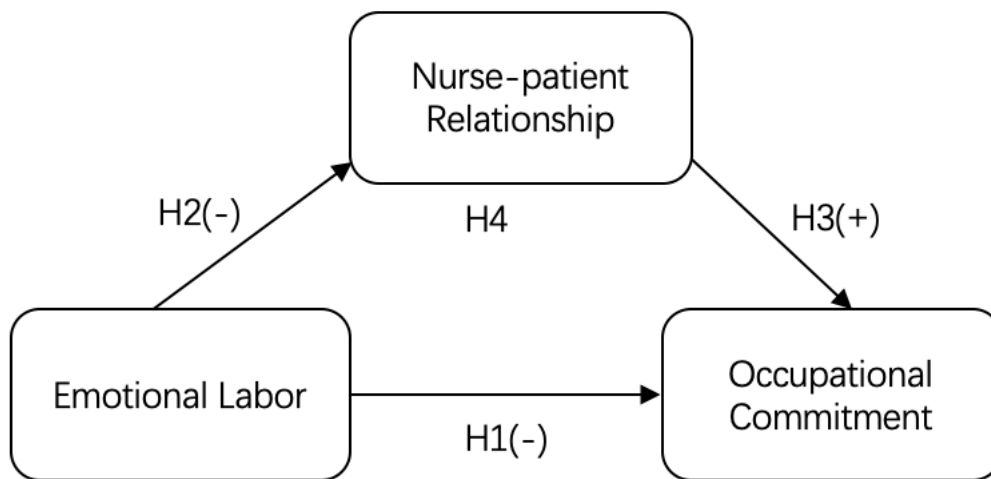 Nurse-patient
Relationship
H2(-)
H4
H3(+)
Emotional Labor
Occupational
Commitment
H1(-)